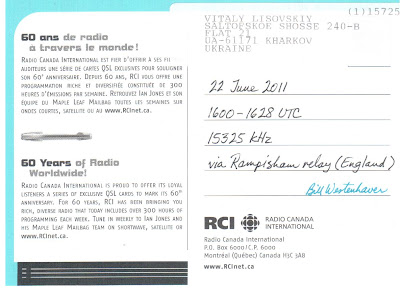 60 ans de radio
à travers le monde!
Radio Canada International est fier d'offrir à ses fidèles
auditeurs une série de cartes QSL exclusives pour souligner
son 60e anniversaire. Depuis 60 ans, RCI vous offre une
programmation riche et diversifiée constituée de 300
heures d'émissions par semaine. Retrouvez Ian Jones et son
équipe du Maple Leaf Mailbag toutes les semaines sur
ondes courtes, satellite ou au www.RCInet.ca.
60 Years of Radio
Worldwide!
Radio Canada International is proud to offer its loyal
listeners a series of exclusive QSL cards to mark its 60th
anniversary. For 60 years, RCI has been bringing you
rich, diverse radio that today includes over 300 hours of
programming each week. Tune in weekly to Ian Jones and
his Maple Leaf Mailbag team on shortwave, satellite or
www.RCInet.ca.
(1)15725
VITALY LISOVSKIY
SALTOFSKOE SHOSSE 240-B
FLAT 21
UA-61171 KHARKOV
UKRAINE
22 June 2011
1600-1628 UTC
15325 kHz
via Rampisham relay (England)
Bill Westenhaver
RCI RADIO CANADA
INTERNATIONAL
Radio Canada International
P.O. Box 6000/C.P. 6000
Montréal (Québec) Canada H3C 3A8
RCInet.ca